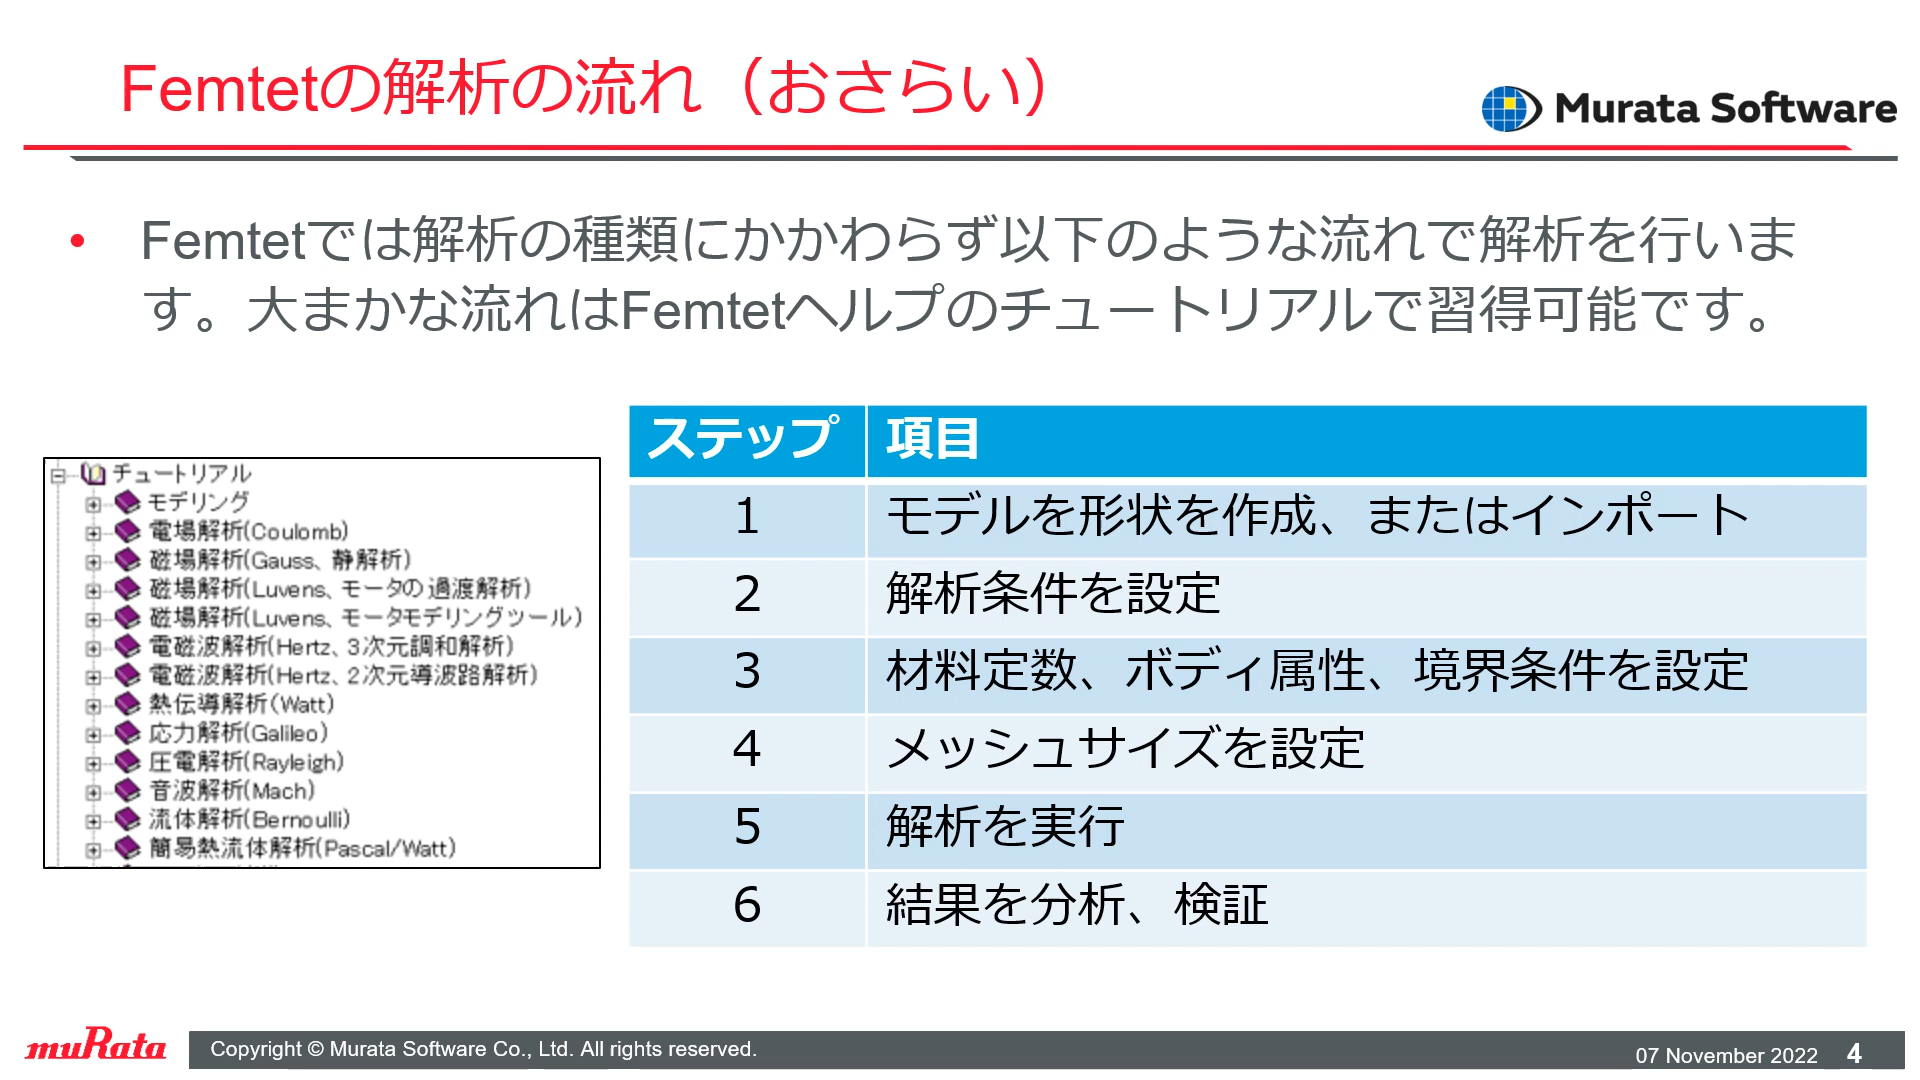 Femtetの解析の流れ（おさらい）
Murata Software
• Femtetでは解析の種類にかかわらず以下のような流れで解析を行いま
す。大まかな流れはFemtetヘルプのチュートリアルで習得可能です。
チュートリアル
モデリング
電場解析(Coulomb)
磁場解析(Gauss、静解析)
磁場解析(Luvens、モータの過渡解析)
磁場解析(Luvens、モータモデリングツール)
電磁波解析(Hertz、3次元調和解析)
電磁波解析(Hertz、2次元導波路解析)
熱伝導解析(Watt)
応力解析(Galileo)
圧電解析(Rayleigh)
音波解析(Mach)
流体解析(Bernoulli)
簡易熱流体解析(Pascal/Watt)
ステップ 項目
1 モデルを形状を作成、またはインポート
2 解析条件を設定
3 材料定数、ボディ属性、境界条件を設定
4 メッシュサイズを設定
5 解析を実行
6 結果を分析、検証
muRata
Copyright © Murata Software Co., Ltd. All rights reserved.
07 November 2022 4